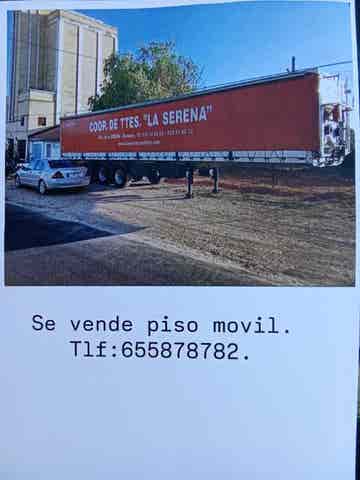 COOP. DE TTES. "LA SERENA"
Se vende piso movil.
Tlf:655878782.